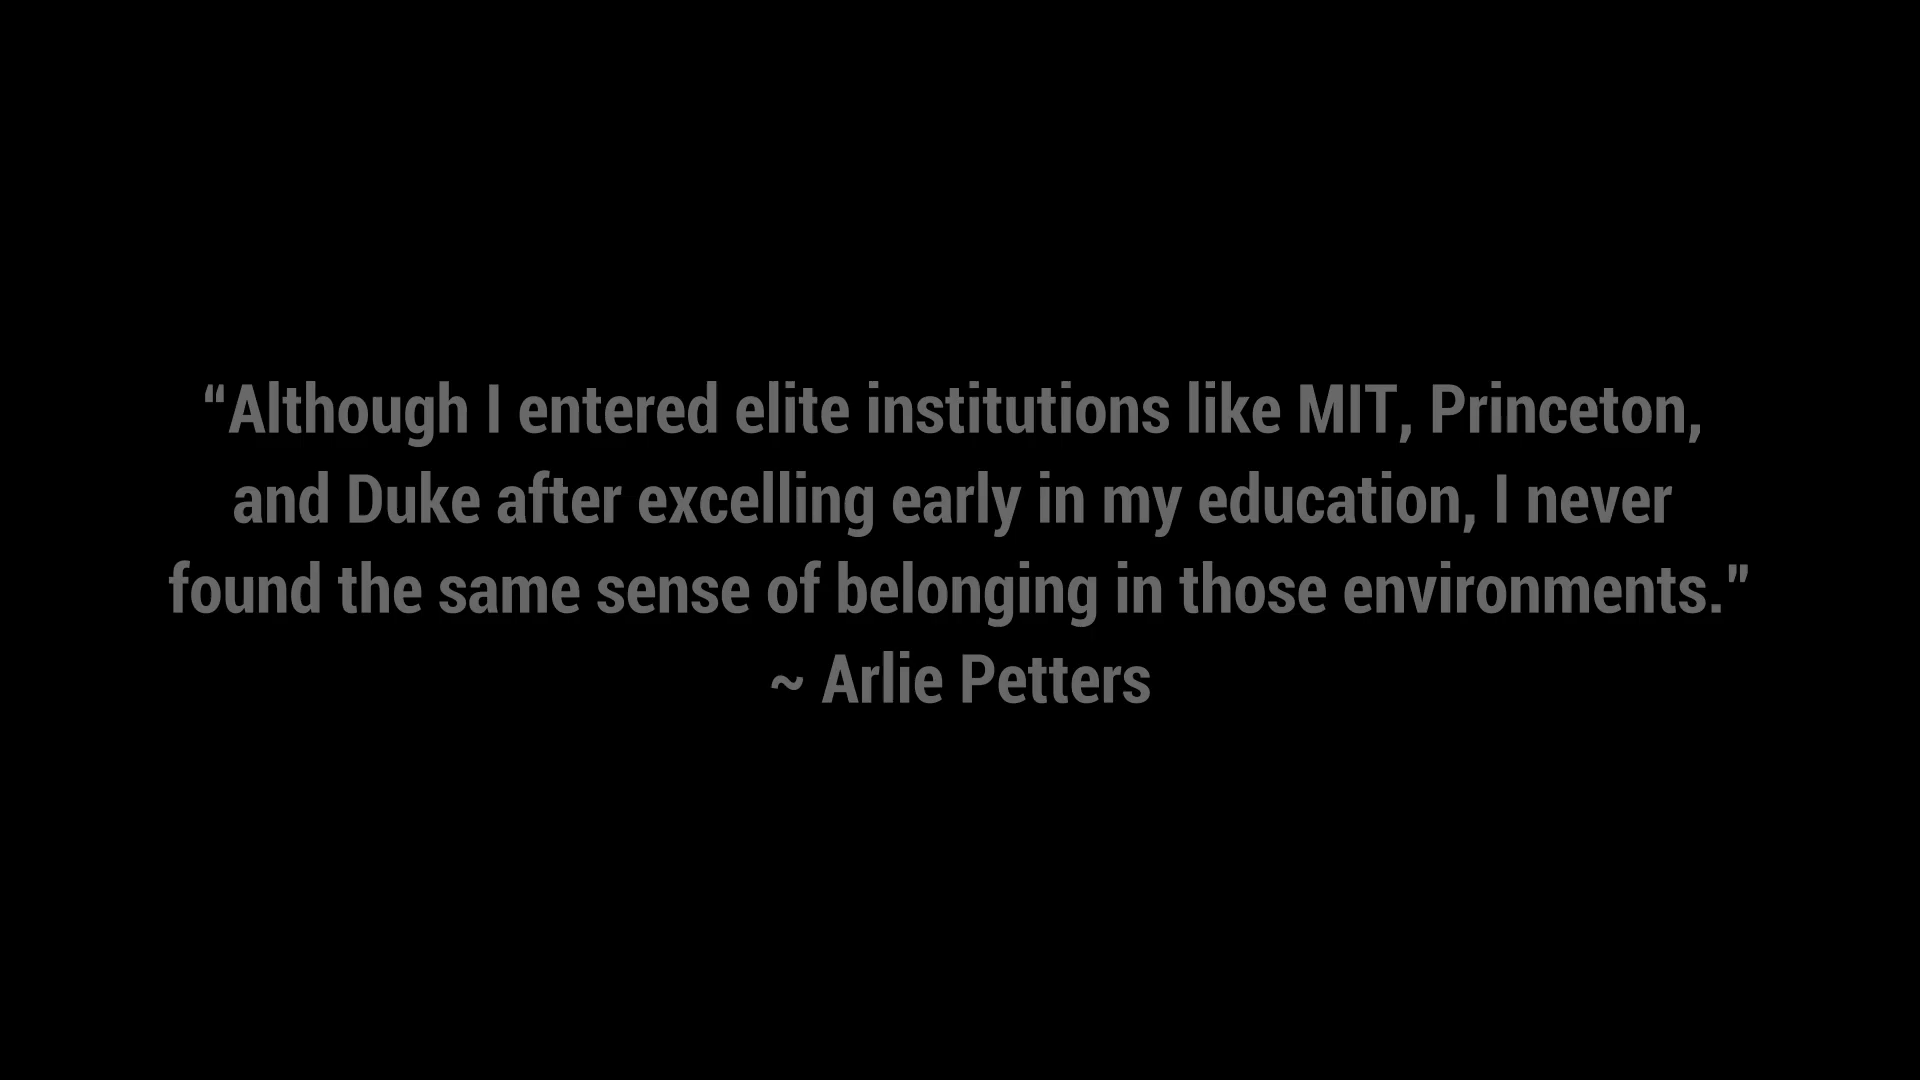 “Although I entered elite institutions like MIT, Princeton,
and Duke after excelling early in my education, I never
found the same sense of belonging in those environments.”
~ Arlie Petters